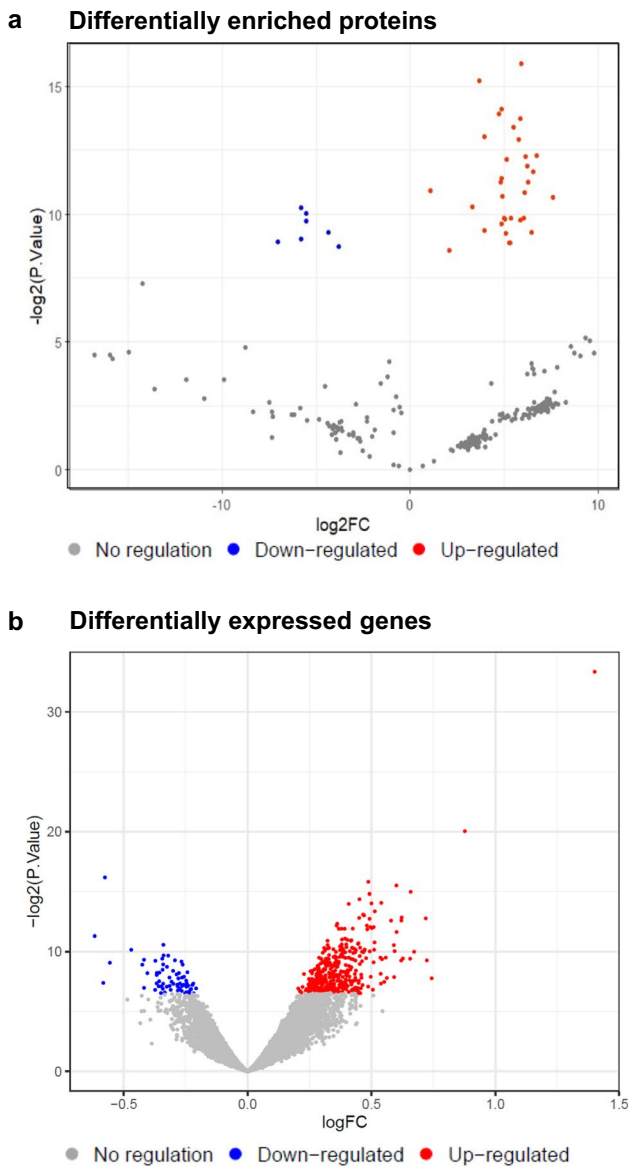 a Differentially enriched proteins
15
10
5
0
-log2(P.Value)
-10 0 10
log2FC
No regulation Down−regulated Up−regulated
b Differentially expressed genes
30
20
10
0
−log2(P.Value)
−0.5 0.0 0.5 1.0 1.5
logFC
No regulation Down−regulated Up−regulated